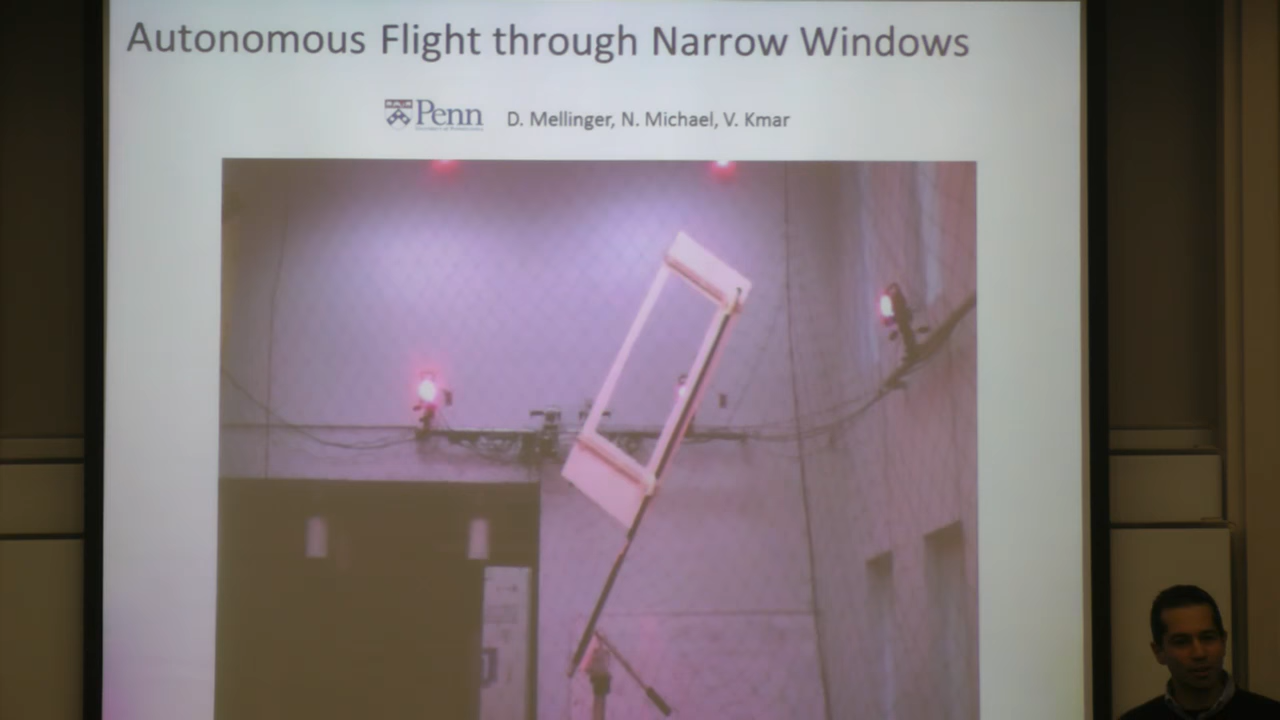 Autonomous Flight through Narrow Windows
Penn D. Mellinger, N. Michael, V. Kmar